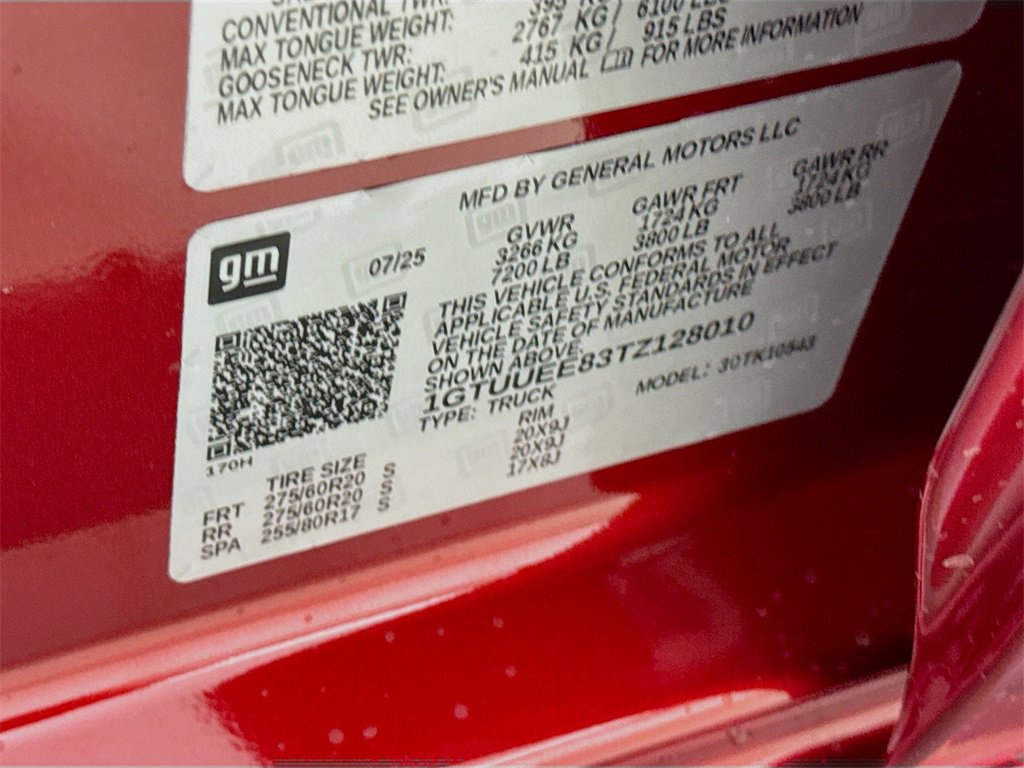 CONVENTIONAL TWR:
MAX TONGUE WEIGHT: 2767 KG/ 6100 LBS
GOOSENECK TWR: 415 KG/ 915 LBS
MAX TONGUE WEIGHT:
SEE OWNER'S MANUAL FOR MORE INFORMATION
MFD BY GENERAL MOTORS LLC
gm
07/25
GVWR GAWR FRT GAWR RR
3266 KG 1724 KG 1724 KG
7200 LB 3800 LB 3800 LB
THIS VEHICLE CONFORMS TO ALL
APPLICABLE U.S. FEDERAL MOTOR
VEHICLE SAFETY STANDARDS IN EFFECT
ON THE DATE OF MANUFACTURE
SHOWN ABOVE.
1GTUUEE83TZ128010
TYPE: TRUCK MODEL: 30TK10543
170H
TIRE SIZE RIM
FRT 275/60R20 S 20X9J
RR 275/60R20 S 20X9J
SPA 255/80R17 S 17X8J